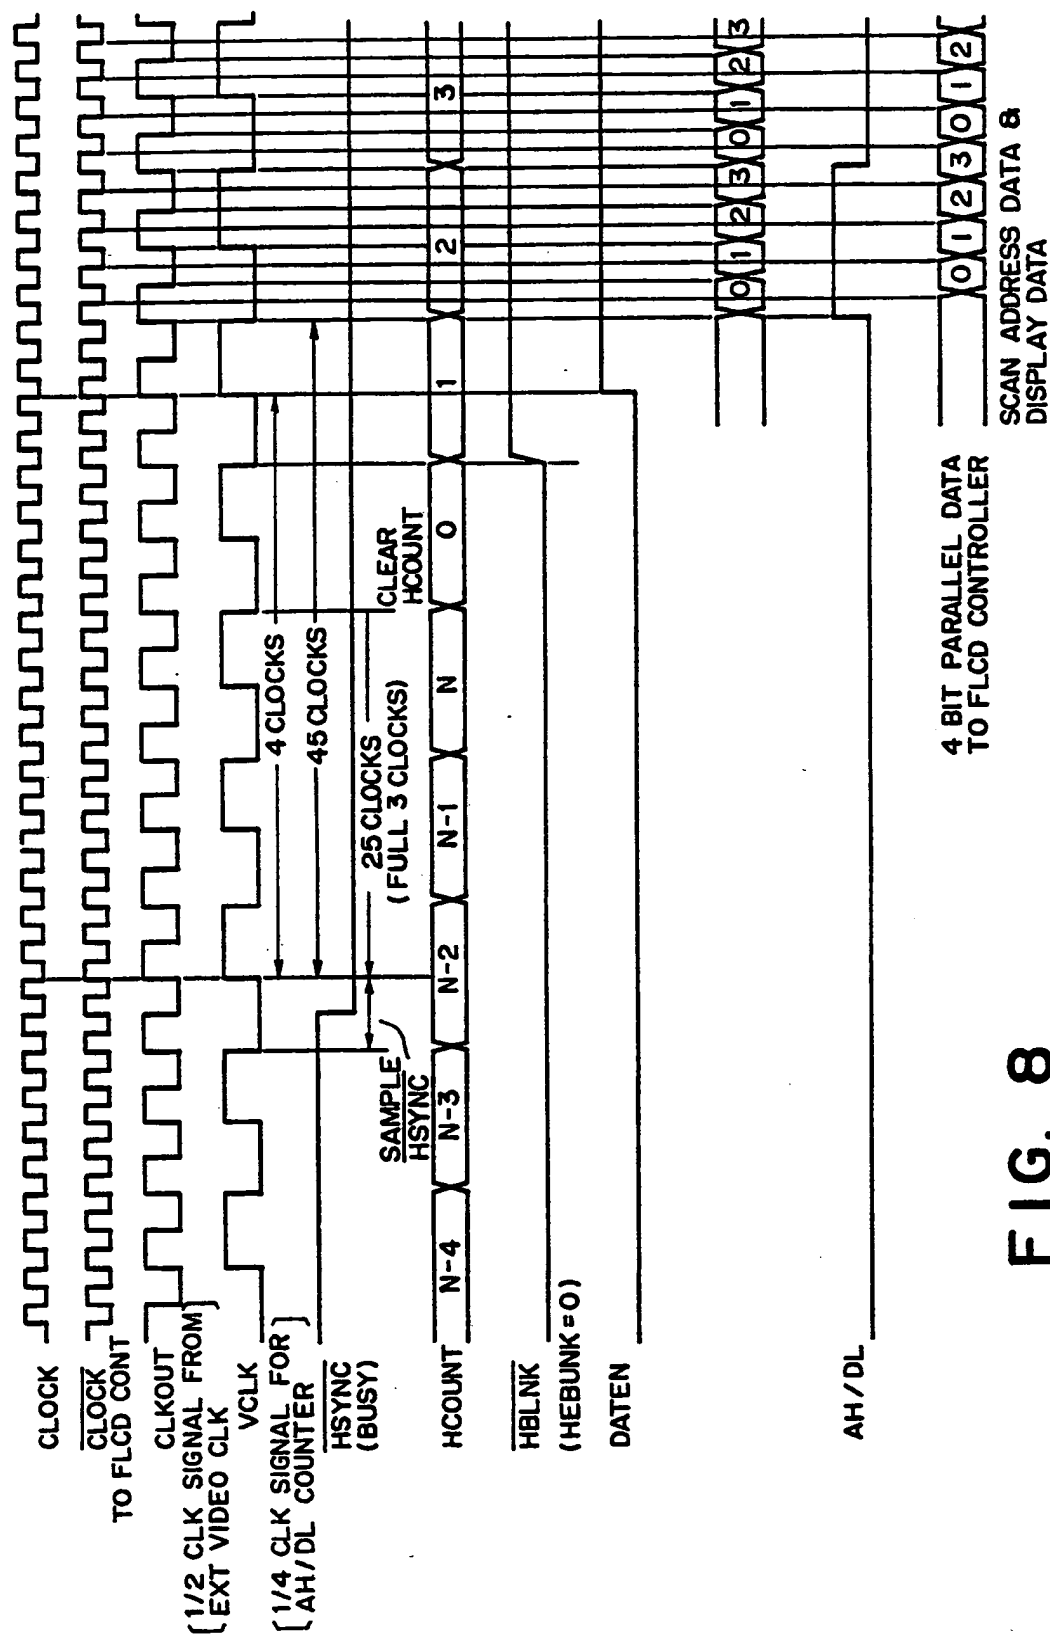 CLOCK
CLOCK
TO FLCD CONT
CLKOUT
[1/2 CLK SIGNAL FROM]
EXT VIDEO CLK
VCLK
[1/4 CLK SIGNAL FOR]
AH/DL COUNTER
HSYNC
(BUSY)
4 CLOCKS
45 CLOCKS
25 CLOCKS
(FULL 3 CLOCKS)
SAMPLE
HSYNC
CLEAR
HCOUNT
HCOUNT
N-4 N-3 N-2 N-1 N 0 1 2 3
HBLNK
(HEBUNK=0)
DATEN
0 1 2 3 0 1 2 3
AH/DL
0 1 2 3 0 1 2
4 BIT PARALLEL DATA
TO FLCD CONTROLLER
SCAN ADDRESS DATA &
DISPLAY DATA
FIG. 8